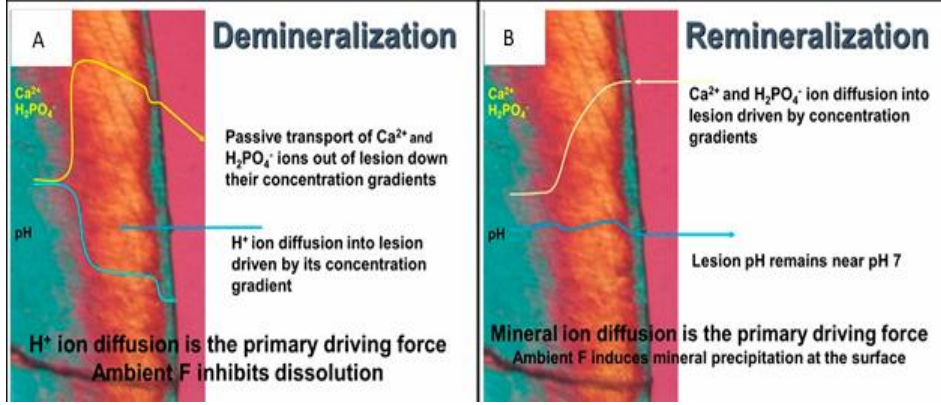 A
Demineralization
Ca²⁺
H₂PO₄⁻
Passive transport of Ca²⁺ and
H₂PO₄⁻ ions out of lesion down
their concentration gradients
pH
H⁺ ion diffusion into lesion
driven by its concentration
gradient
H⁺ ion diffusion is the primary driving force
Ambient F inhibits dissolution
B
Remineralization
Ca²⁺
H₂PO₄⁻
Ca²⁺ and H₂PO₄⁻ ion diffusion into
lesion driven by concentration
gradients
pH
Lesion pH remains near pH 7
Mineral ion diffusion is the primary driving force
Ambient F induces mineral precipitation at the surface